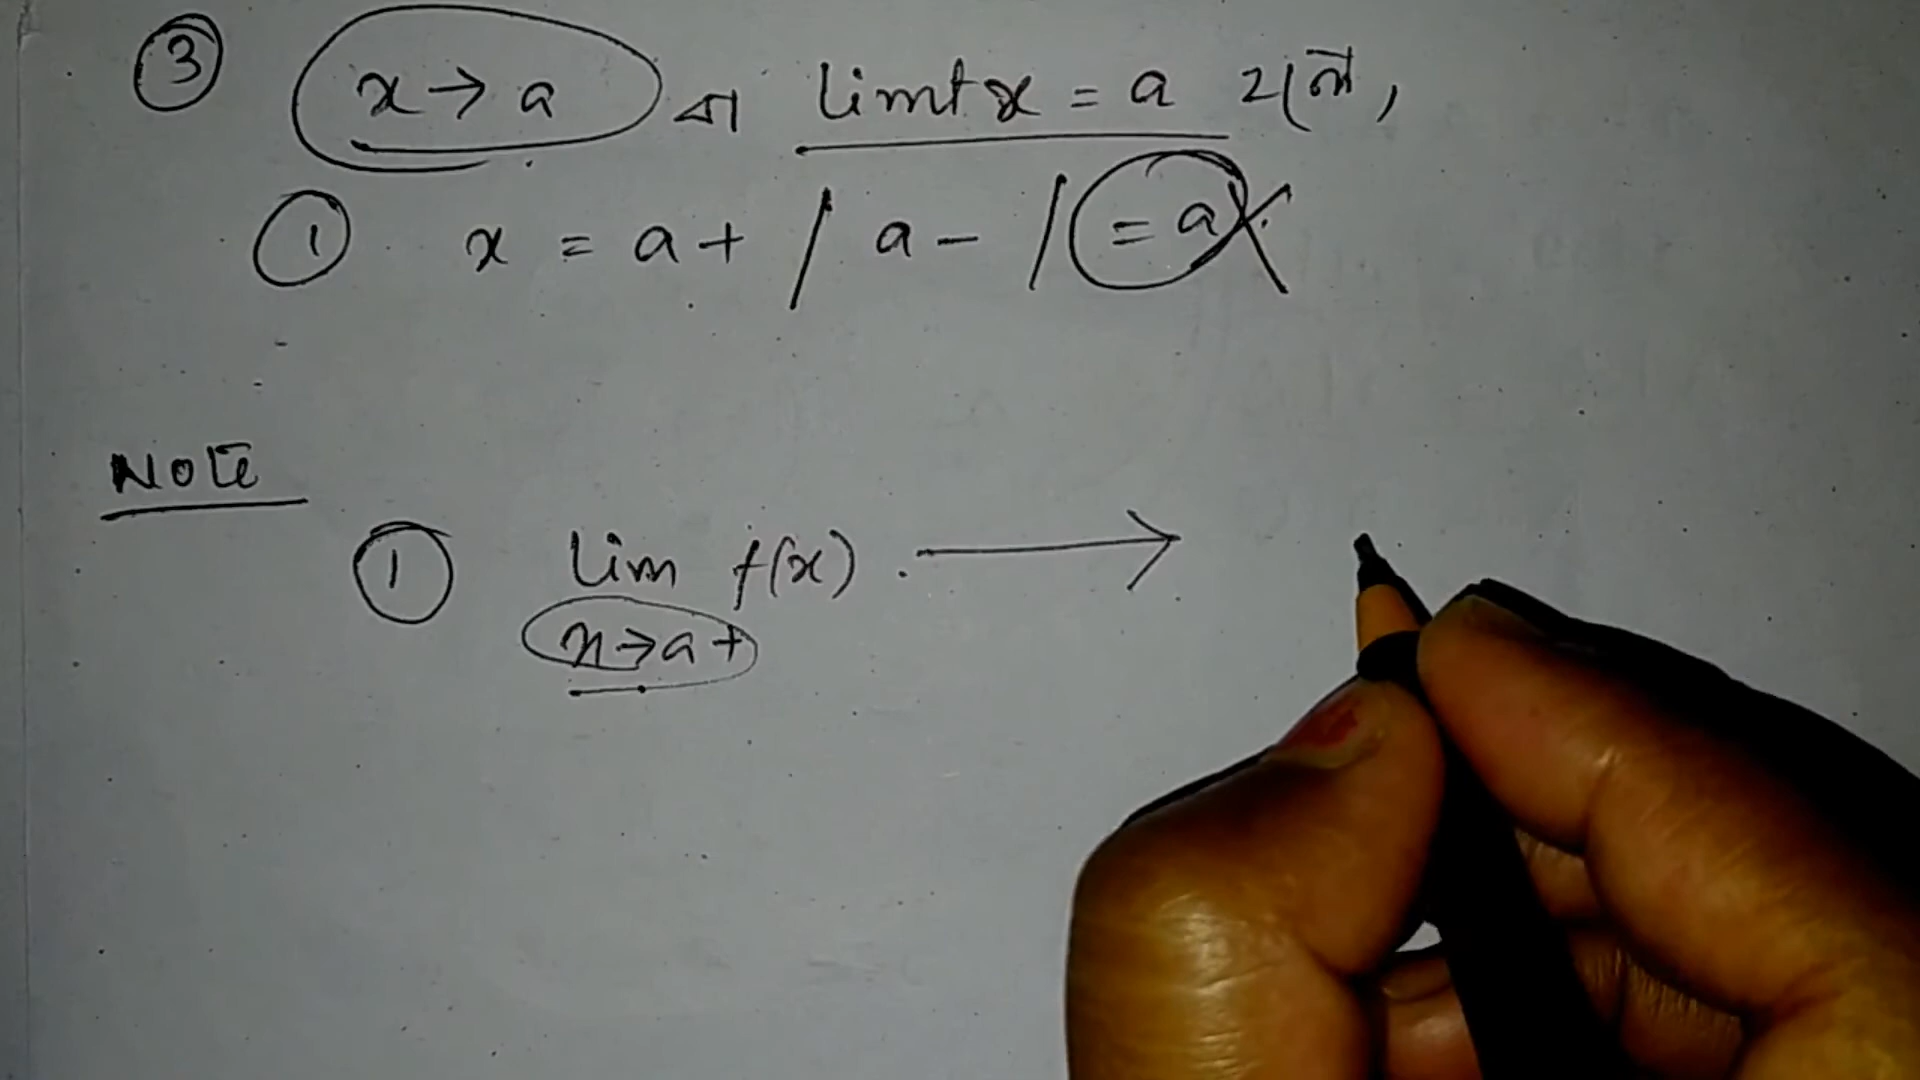 ③ x → a বা limt x = a হলে,
① x = a + / a - / = a
Note
① lim f(x). →
x → a +